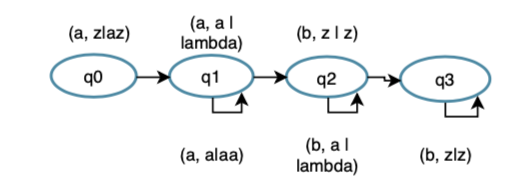 (a, z|az)
(a, a |
lambda)
(b, z | z)
q0
q1
q2
q3
(a, a|aa)
(b, a |
lambda)
(b, z|z)